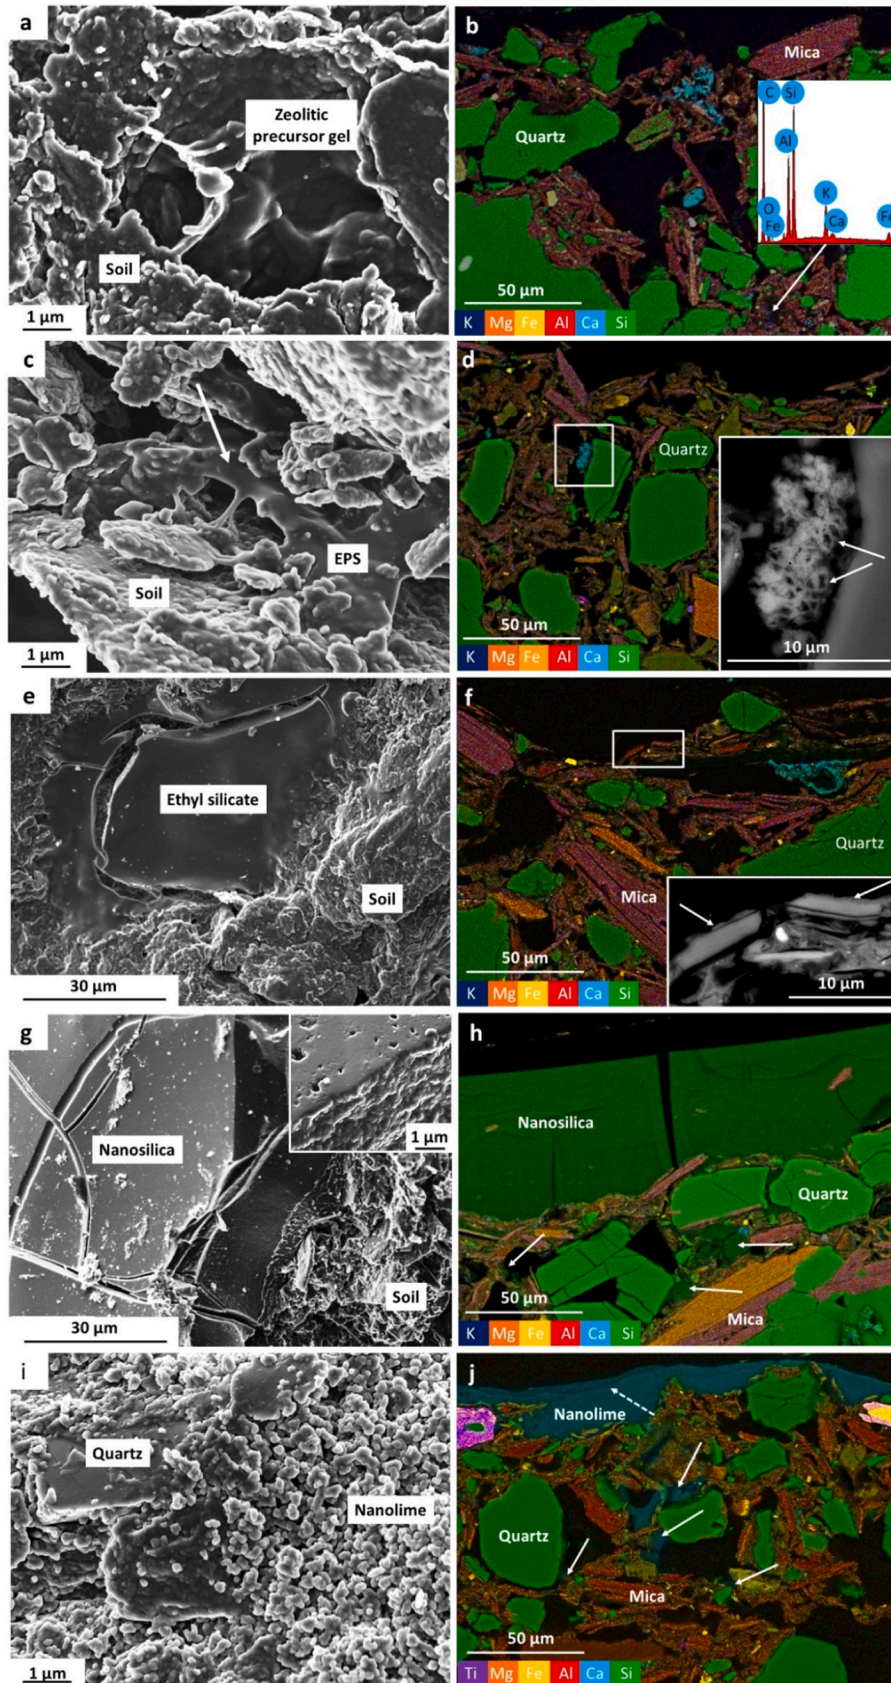 a
Zeolitic
precursor gel
Soil
1 µm
b
Mica
Quartz
C
Si
Al
O
Fe
K
Ca
Fe
50 µm
K Mg Fe Al Ca Si
c
EPS
Soil
1 µm
d
Quartz
50 µm
10 µm
K Mg Fe Al Ca Si
e
Ethyl silicate
Soil
30 µm
f
Quartz
Mica
50 µm
10 µm
K Mg Fe Al Ca Si
g
Nanosilica
1 µm
Soil
30 µm
h
Nanosilica
Quartz
50 µm
Mica
K Mg Fe Al Ca Si
i
Quartz
Nanolime
1 µm
j
Nanolime
Quartz
Mica
50 µm
Ti Mg Fe Al Ca Si